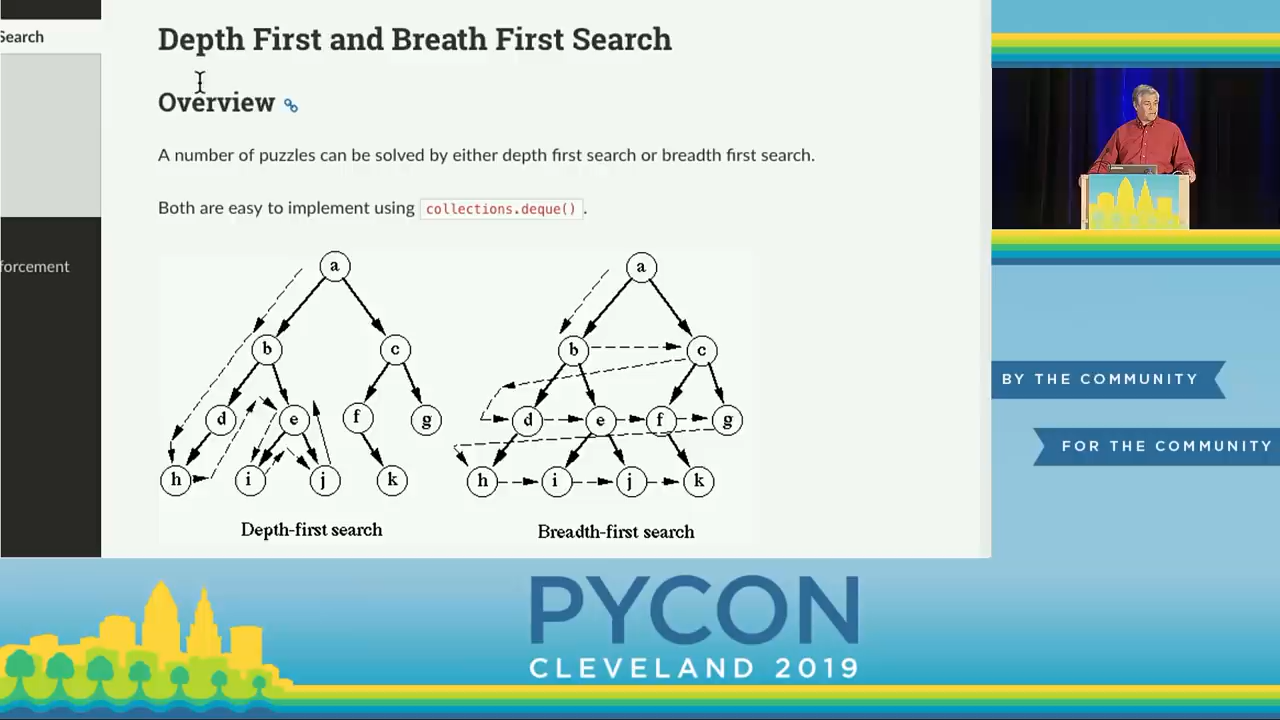 Search
Depth First and Breath First Search
Overview
A number of puzzles can be solved by either depth first search or breadth first search.
Both are easy to implement using collections.deque().
forcement
a
b c
d e f g
h i j k
Depth-first search
a
b c
d e f g
h i j k
Breadth-first search
BY THE COMMUNITY
FOR THE COMMUNITY
PYCON
CLEVELAND 2019